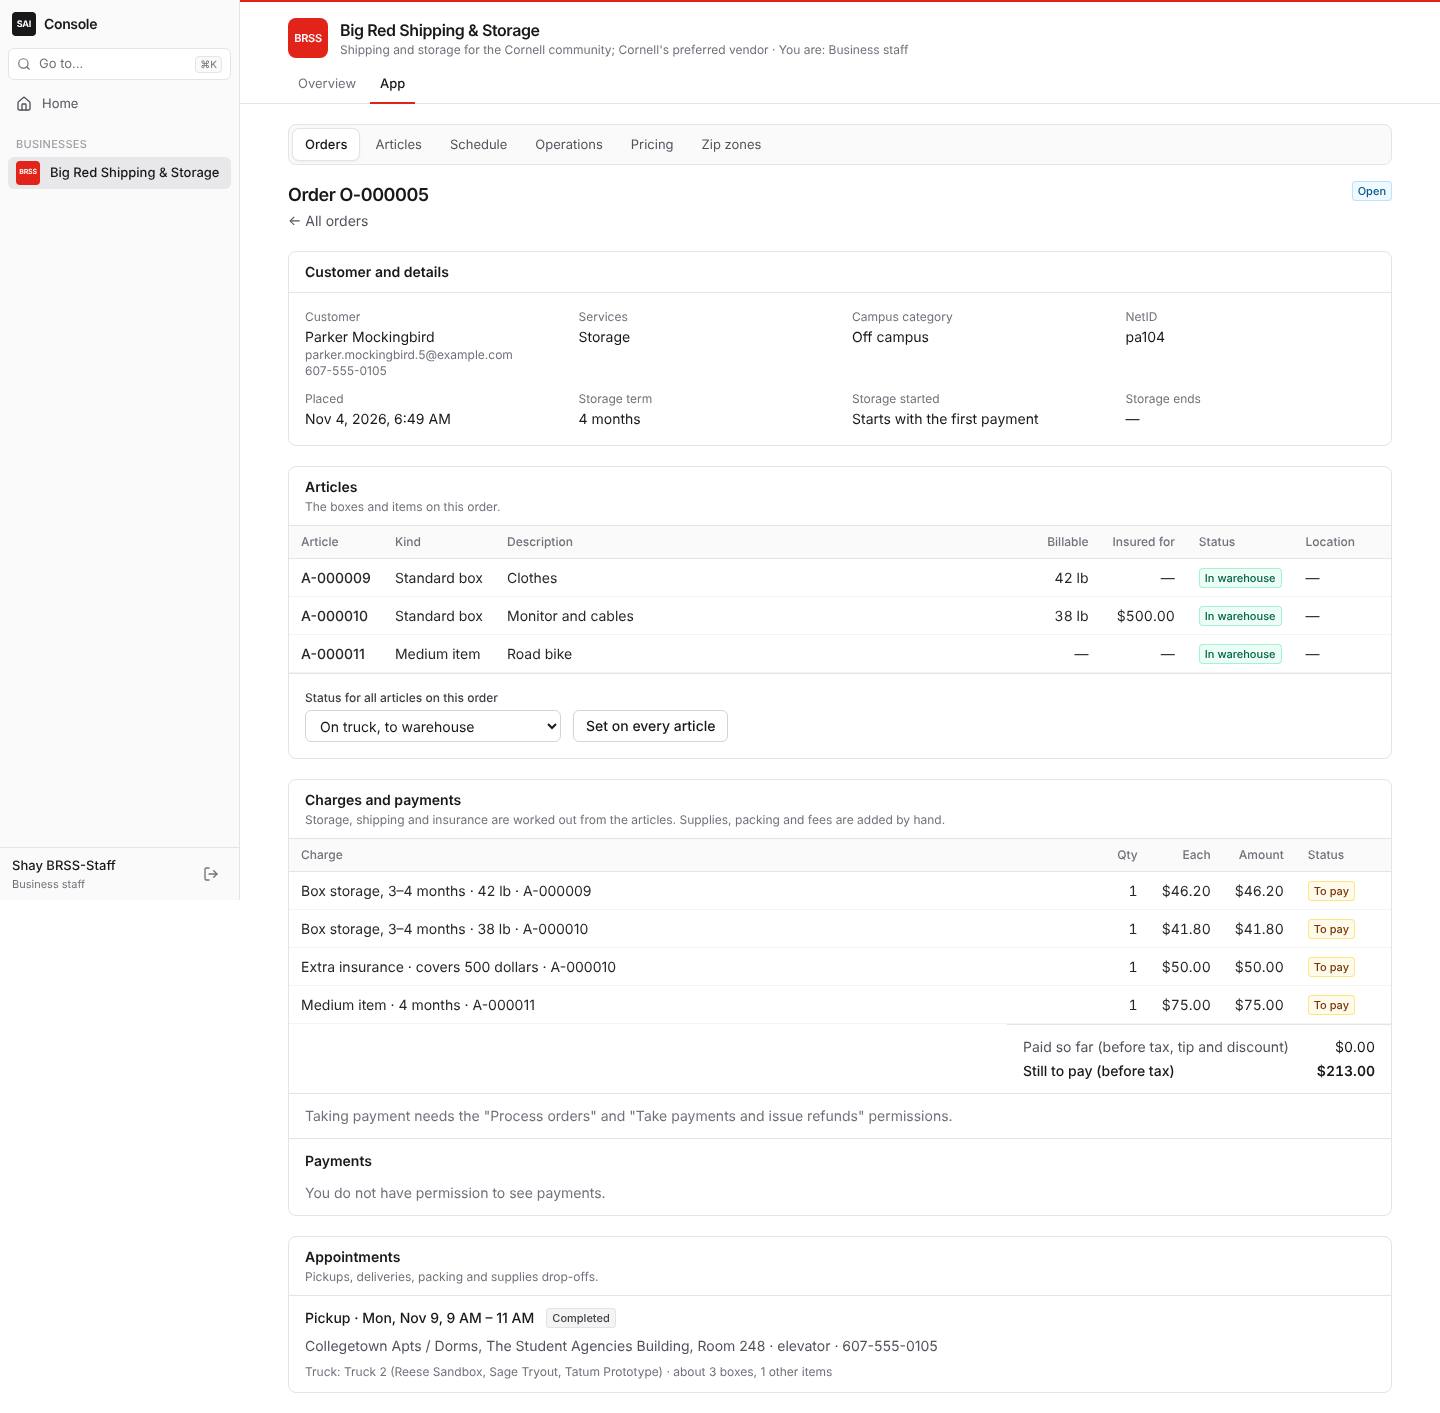 SAI Console
Go to... ⌘K
Home
BUSINESSES
BRSS Big Red Shipping & Storage
Shay BRSS-Staff
Business staff
BRSS
Big Red Shipping & Storage
Shipping and storage for the Cornell community; Cornell's preferred vendor · You are: Business staff
Overview App
Orders Articles Schedule Operations Pricing Zip zones
Order O-000005 Open
← All orders
Customer and details
Customer Services Campus category NetID
Parker Mockingbird Storage Off campus pa104
parker.mockingbird.5@example.com
607-555-0105
Placed Storage term Storage started Storage ends
Nov 4, 2026, 6:49 AM 4 months Starts with the first payment —
Articles
The boxes and items on this order.
Article Kind Description Billable Insured for Status Location
A-000009 Standard box Clothes 42 lb — In warehouse —
A-000010 Standard box Monitor and cables 38 lb $500.00 In warehouse —
A-000011 Medium item Road bike — — In warehouse —
Status for all articles on this order
On truck, to warehouse Set on every article
Charges and payments
Storage, shipping and insurance are worked out from the articles. Supplies, packing and fees are added by hand.
Charge Qty Each Amount Status
Box storage, 3–4 months · 42 lb · A-000009 1 $46.20 $46.20 To pay
Box storage, 3–4 months · 38 lb · A-000010 1 $41.80 $41.80 To pay
Extra insurance · covers 500 dollars · A-000010 1 $50.00 $50.00 To pay
Medium item · 4 months · A-000011 1 $75.00 $75.00 To pay
Paid so far (before tax, tip and discount) $0.00
Still to pay (before tax) $213.00
Taking payment needs the "Process orders" and "Take payments and issue refunds" permissions.
Payments
You do not have permission to see payments.
Appointments
Pickups, deliveries, packing and supplies drop-offs.
Pickup · Mon, Nov 9, 9 AM – 11 AM Completed
Collegetown Apts / Dorms, The Student Agencies Building, Room 248 · elevator · 607-555-0105
Truck: Truck 2 (Reese Sandbox, Sage Tryout, Tatum Prototype) · about 3 boxes, 1 other items